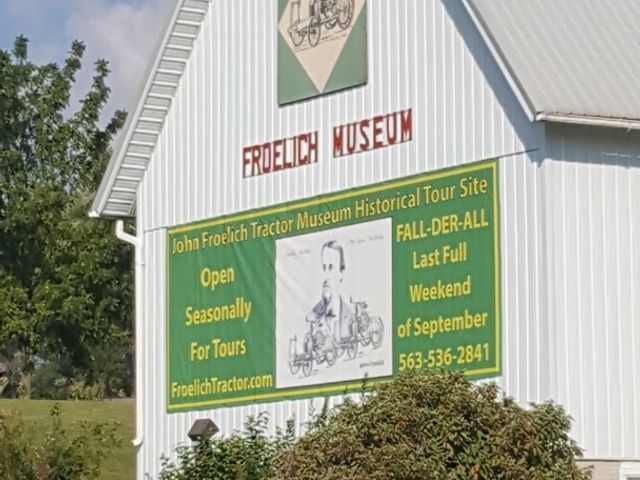 FROELICH MUSEUM
John Froelich Tractor Museum Historical Tour Site
Open
Seasonally
For Tours
FroelichTractor.com
FALL-DER-ALL
Last Full
Weekend
of September
563-536-2841